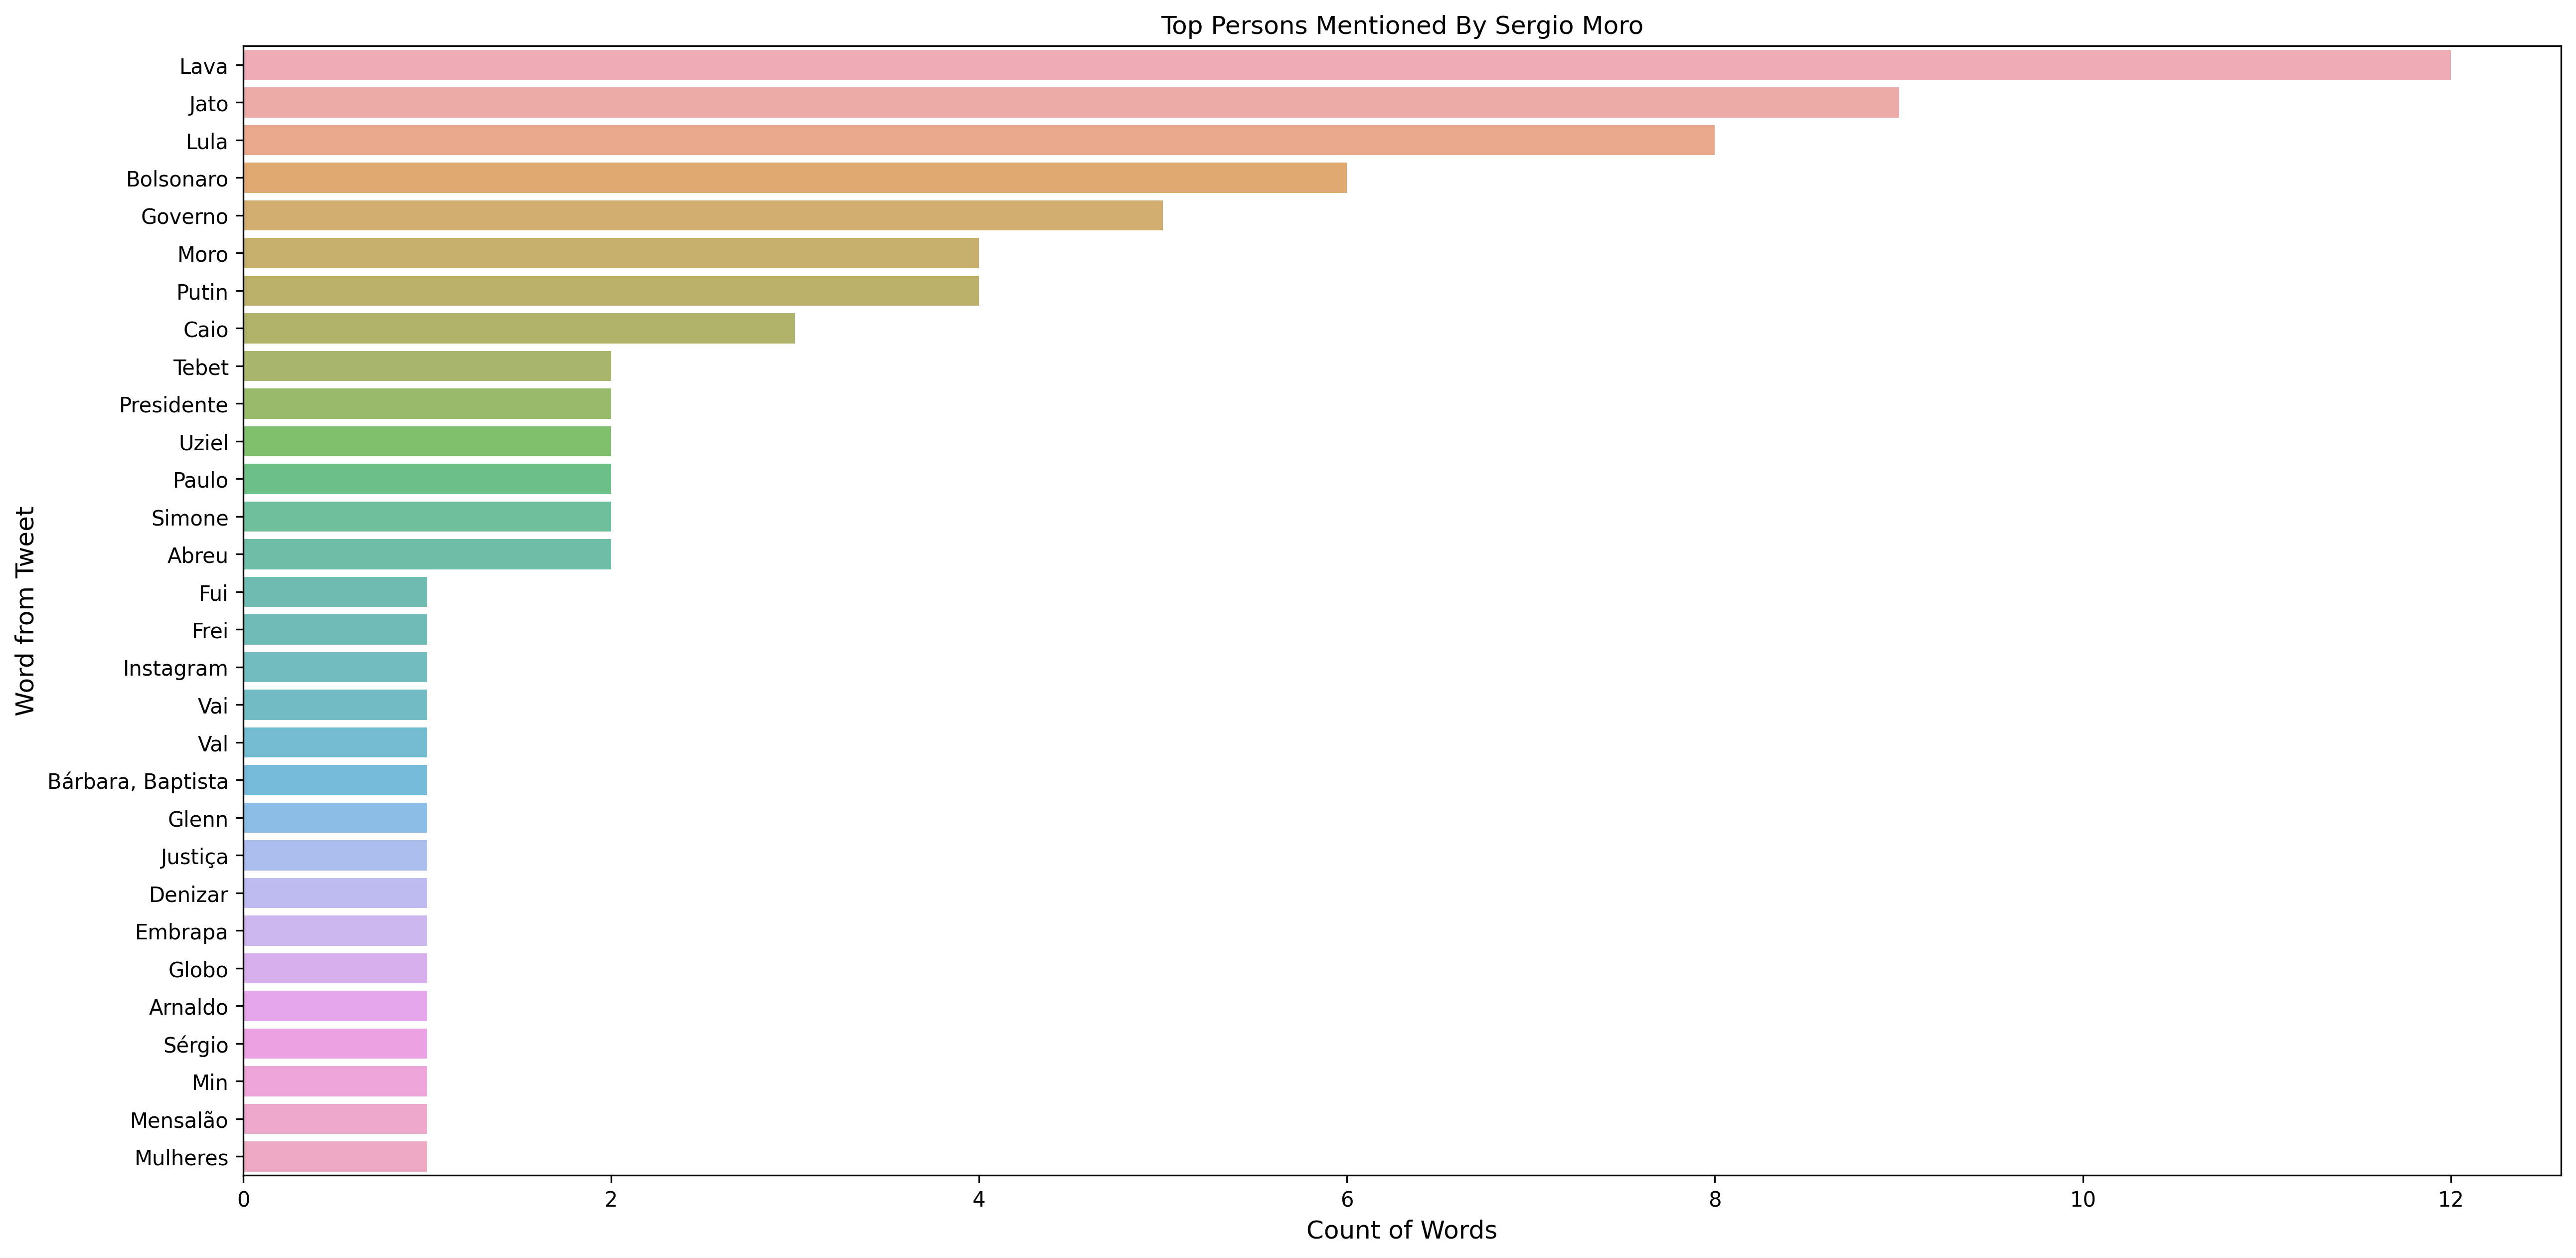 Top Persons Mentioned By Sergio Moro
Lava
Jato
Lula
Bolsonaro
Governo
Moro
Putin
Caio
Tebet
Presidente
Uziel
Paulo
Simone
Abreu
Fui
Frei
Instagram
Vai
Val
Bárbara, Baptista
Glenn
Justiça
Denizar
Embrapa
Globo
Arnaldo
Sérgio
Min
Mensalão
Mulheres
Word from Tweet
0 2 4 6 8 10 12
Count of Words